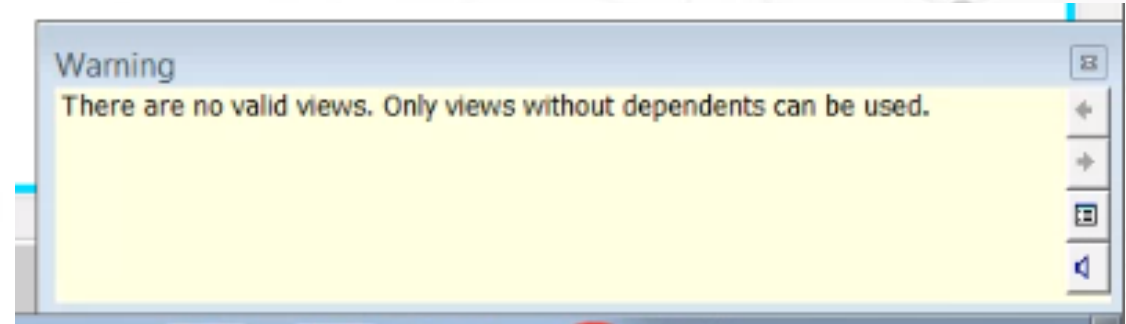 Warning
There are no valid views. Only views without dependents can be used.